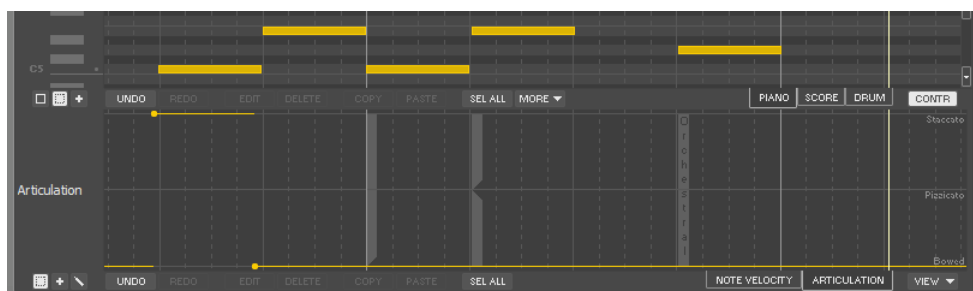 C5
UNDO REDO EDIT DELETE COPY PASTE SEL ALL MORE PIANO SCORE DRUM CONTR
Staccato
Orchestral
Articulation
Pizzicato
Bowed
UNDO REDO EDIT DELETE COPY PASTE SEL ALL NOTE VELOCITY ARTICULATION VIEW